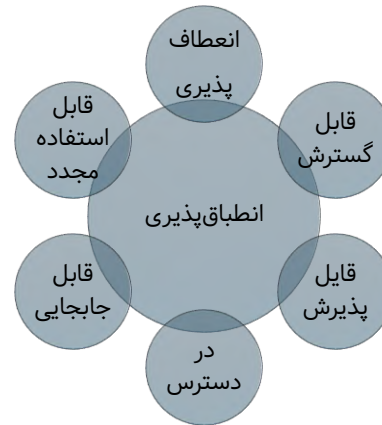 انعطاف
پذیری
قابل
گسترش
قایل
پذیرش
در
دسترس
قابل
جابجایی
قابل
استفاده
مجدد
انطباق‌پذیری